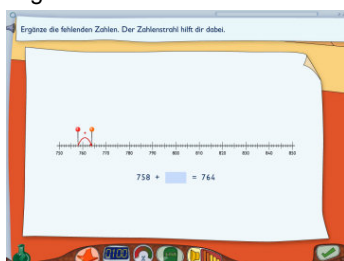 Ergänze die fehlenden Zahlen. Der Zahlenstrahl hilft dir dabei.
750 760 770 780 790 800 810 820 830 840 850
758 + = 764